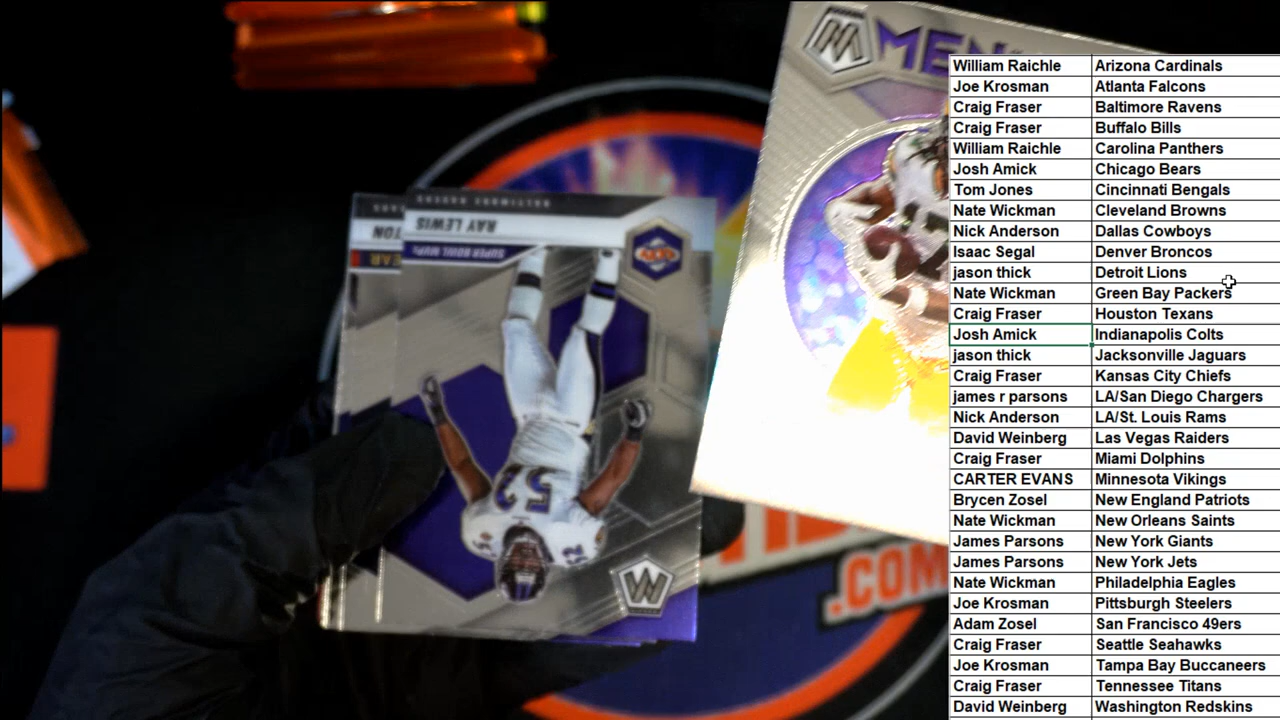 MEN
BALTIMORE RAVENS
RAY LEWIS
SUPER BOWL MVPs
TON
EAR
52
.COM
William Raichle Arizona Cardinals
Joe Krosman Atlanta Falcons
Craig Fraser Baltimore Ravens
Craig Fraser Buffalo Bills
William Raichle Carolina Panthers
Josh Amick Chicago Bears
Tom Jones Cincinnati Bengals
Nate Wickman Cleveland Browns
Nick Anderson Dallas Cowboys
Isaac Segal Denver Broncos
jason thick Detroit Lions
Nate Wickman Green Bay Packers
Craig Fraser Houston Texans
Josh Amick Indianapolis Colts
jason thick Jacksonville Jaguars
Craig Fraser Kansas City Chiefs
james r parsons LA/San Diego Chargers
Nick Anderson LA/St. Louis Rams
David Weinberg Las Vegas Raiders
Craig Fraser Miami Dolphins
CARTER EVANS Minnesota Vikings
Brycen Zosel New England Patriots
Nate Wickman New Orleans Saints
James Parsons New York Giants
James Parsons New York Jets
Nate Wickman Philadelphia Eagles
Joe Krosman Pittsburgh Steelers
Adam Zosel San Francisco 49ers
Craig Fraser Seattle Seahawks
Joe Krosman Tampa Bay Buccaneers
Craig Fraser Tennessee Titans
David Weinberg Washington Redskins